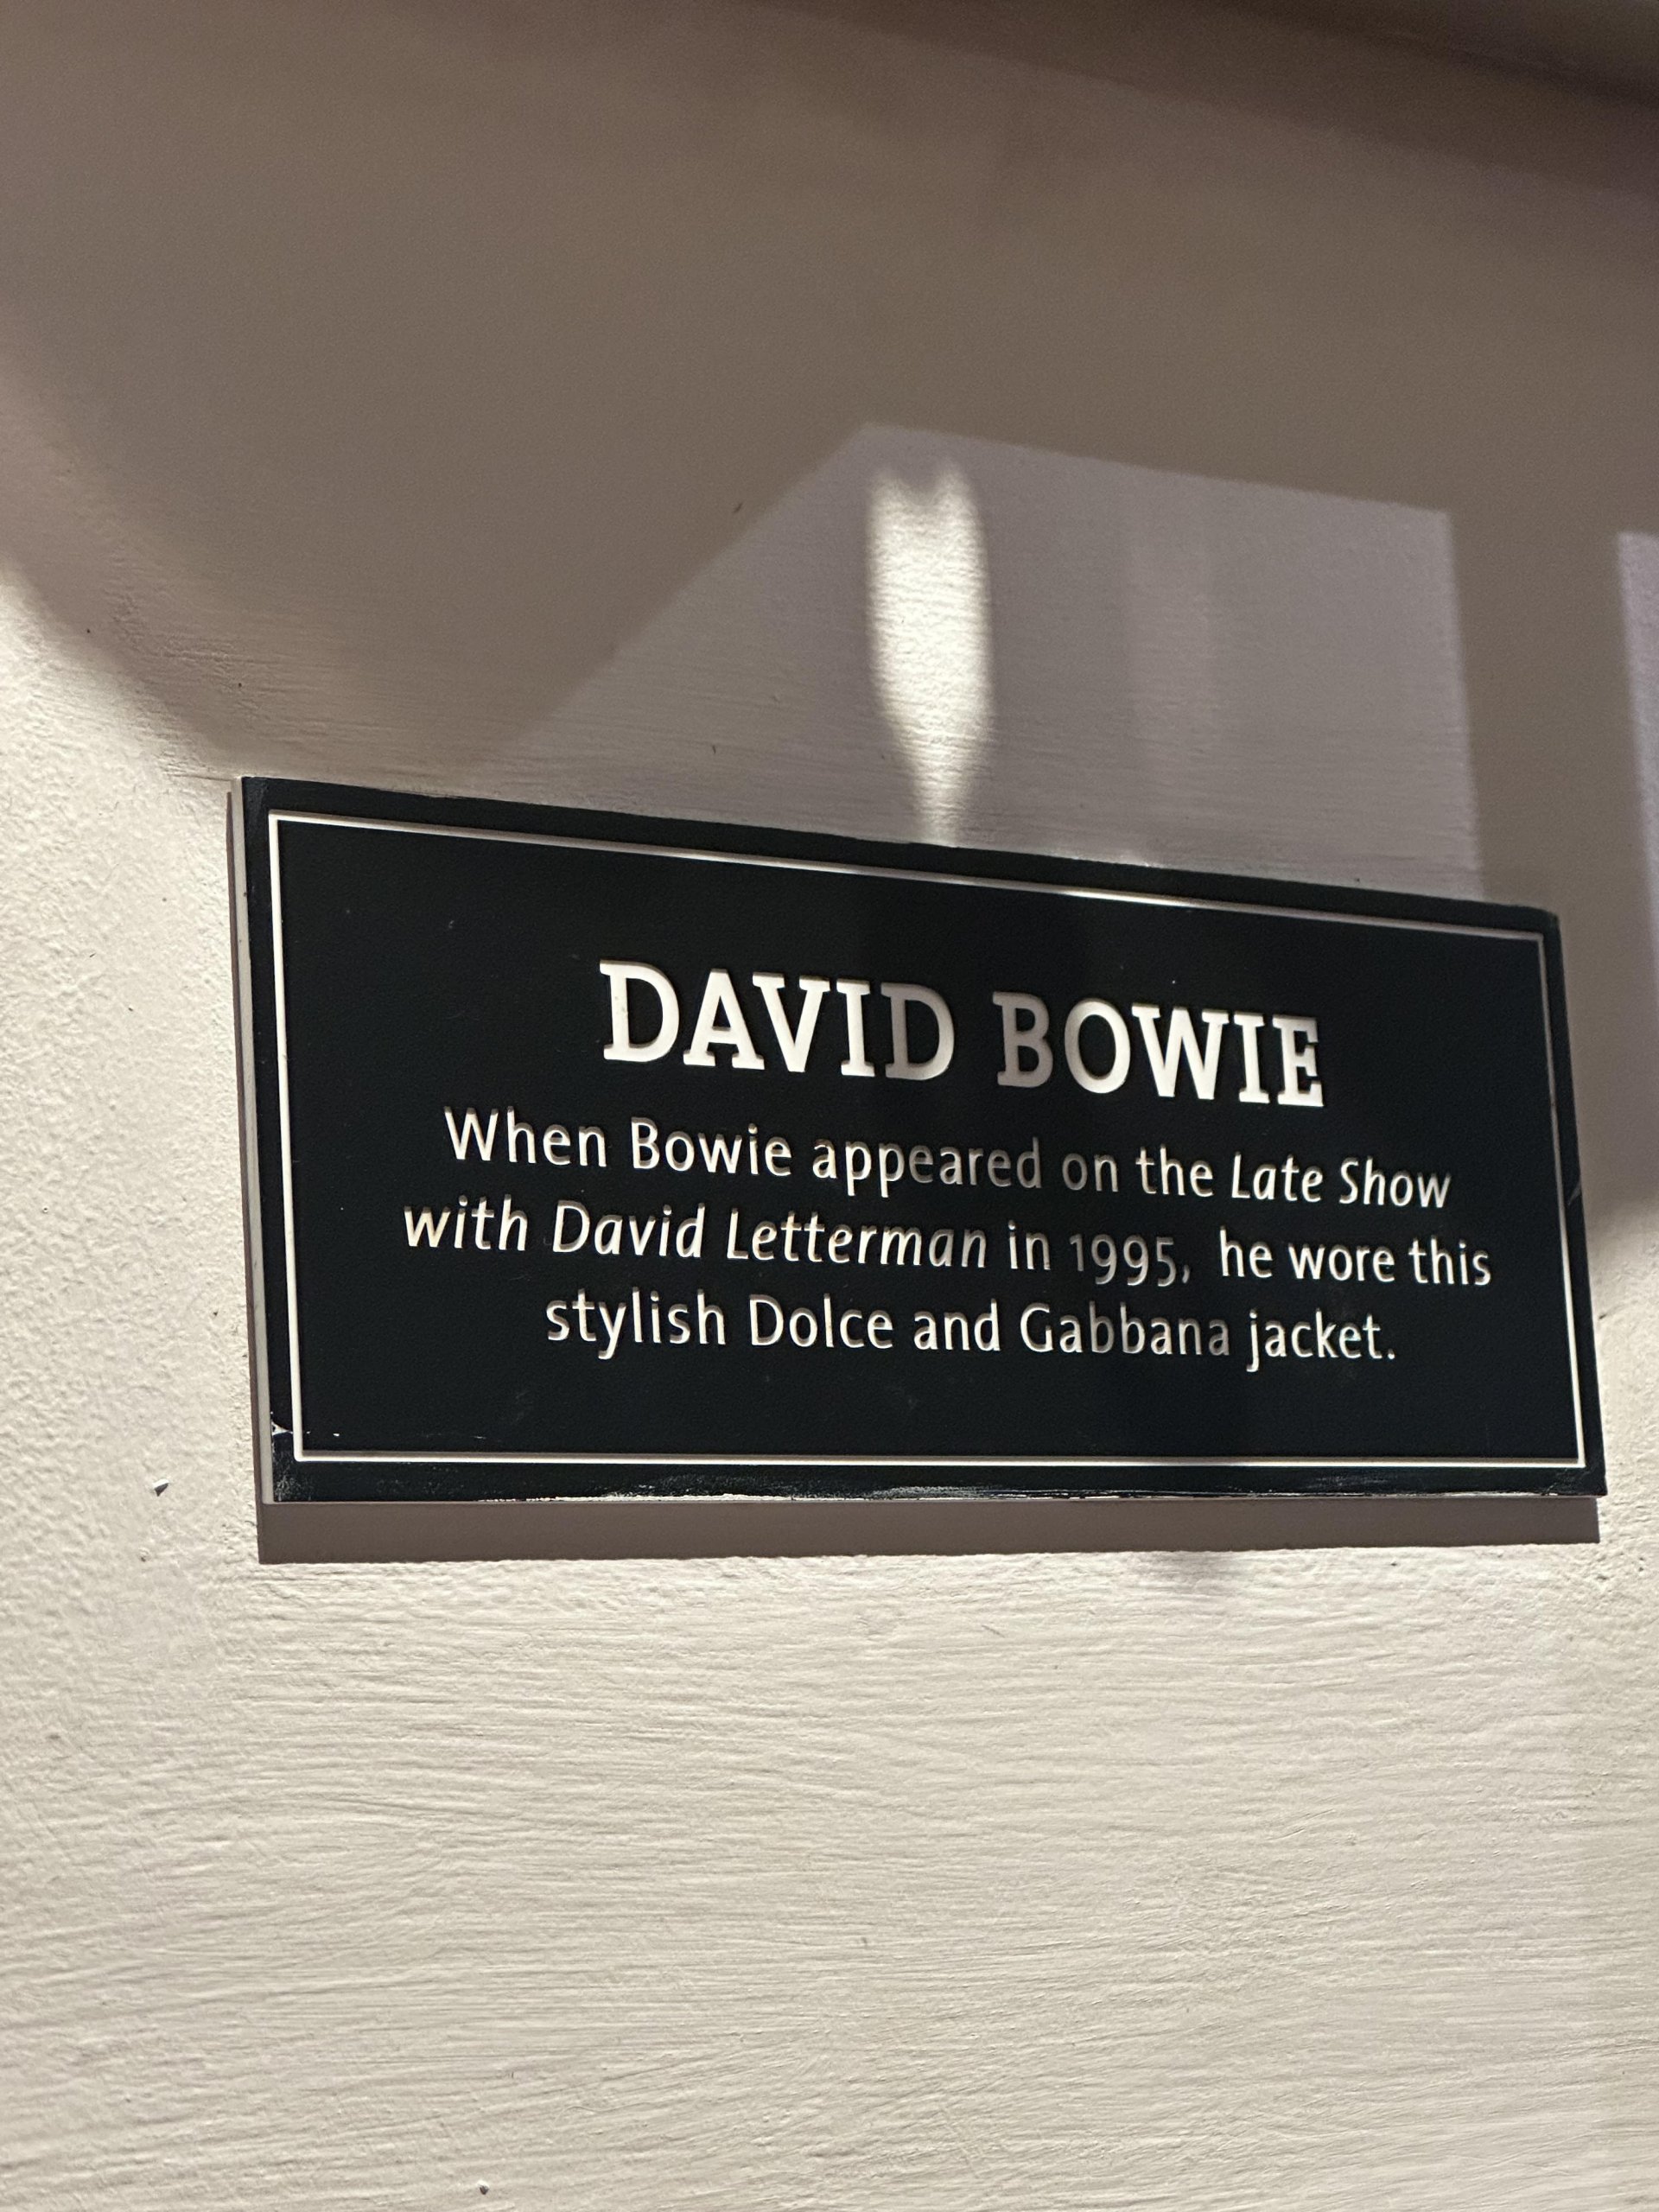 DAVID BOWIE
When Bowie appeared on the Late Show
with David Letterman in 1995, he wore this
stylish Dolce and Gabbana jacket.